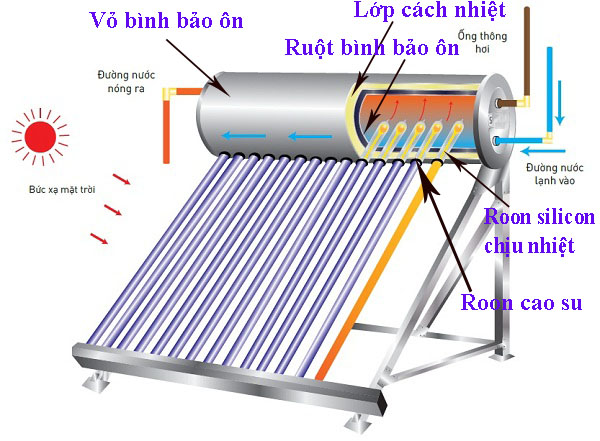 Lớp cách nhiệt
Vỏ bình bảo ôn
Ống thông
hơi
Ruột bình bảo ôn
Đường nước
nóng ra
Đường nước
lạnh vào
Bức xạ mặt trời
Roon silicon
chịu nhiệt
Roon cao su